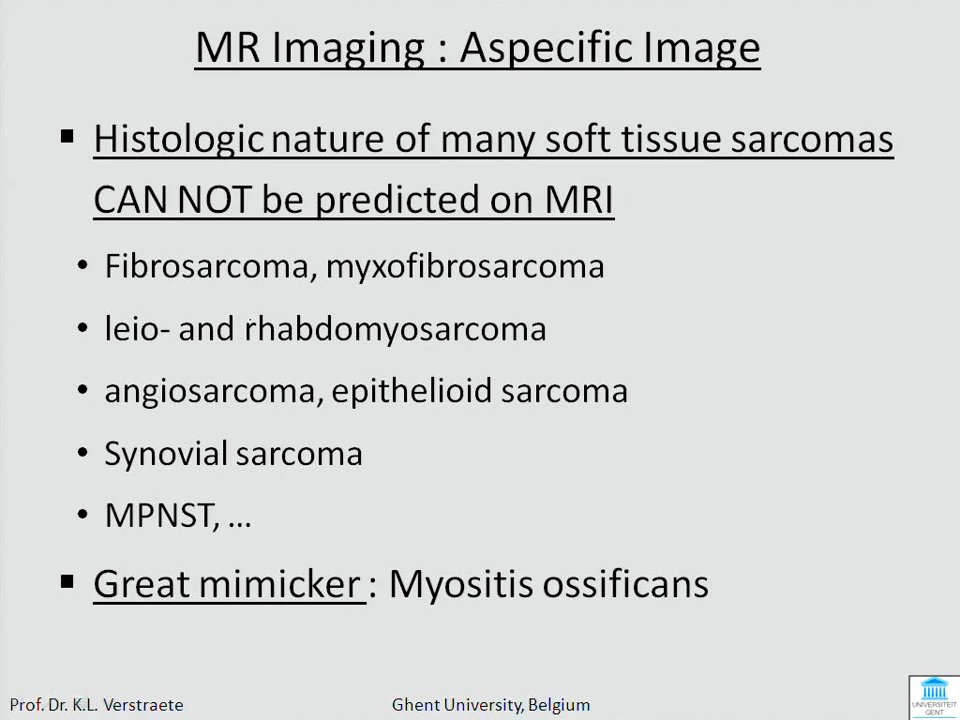 MR Imaging : Aspecific Image
▪ Histologic nature of many soft tissue sarcomas
CAN NOT be predicted on MRI
• Fibrosarcoma, myxofibrosarcoma
• leio- and rhabdomyosarcoma
• angiosarcoma, epithelioid sarcoma
• Synovial sarcoma
• MPNST, ...
▪ Great mimicker : Myositis ossificans
Prof. Dr. K.L. Verstraete
Ghent University, Belgium
UNIVERSITEIT
GENT